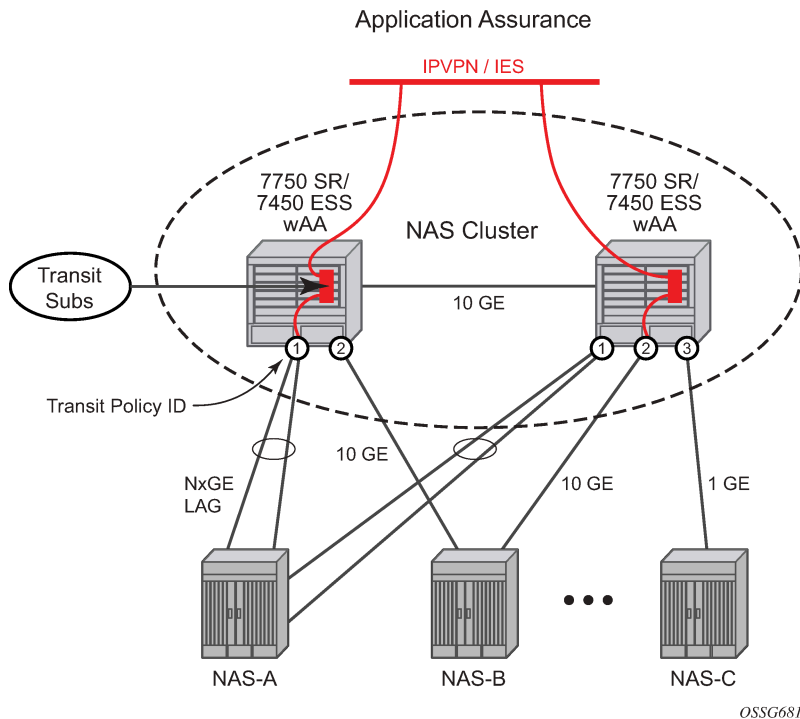 Application Assurance
IPVPN / IES
7750 SR/
7450 ESS
wAA
7750 SR/
7450 ESS
wAA
NAS Cluster
Transit
Subs
10 GE
1
2
1
2
3
Transit Policy ID
10 GE
NxGE
LAG
10 GE
1 GE
NAS-A
NAS-B
NAS-C
OSSG681